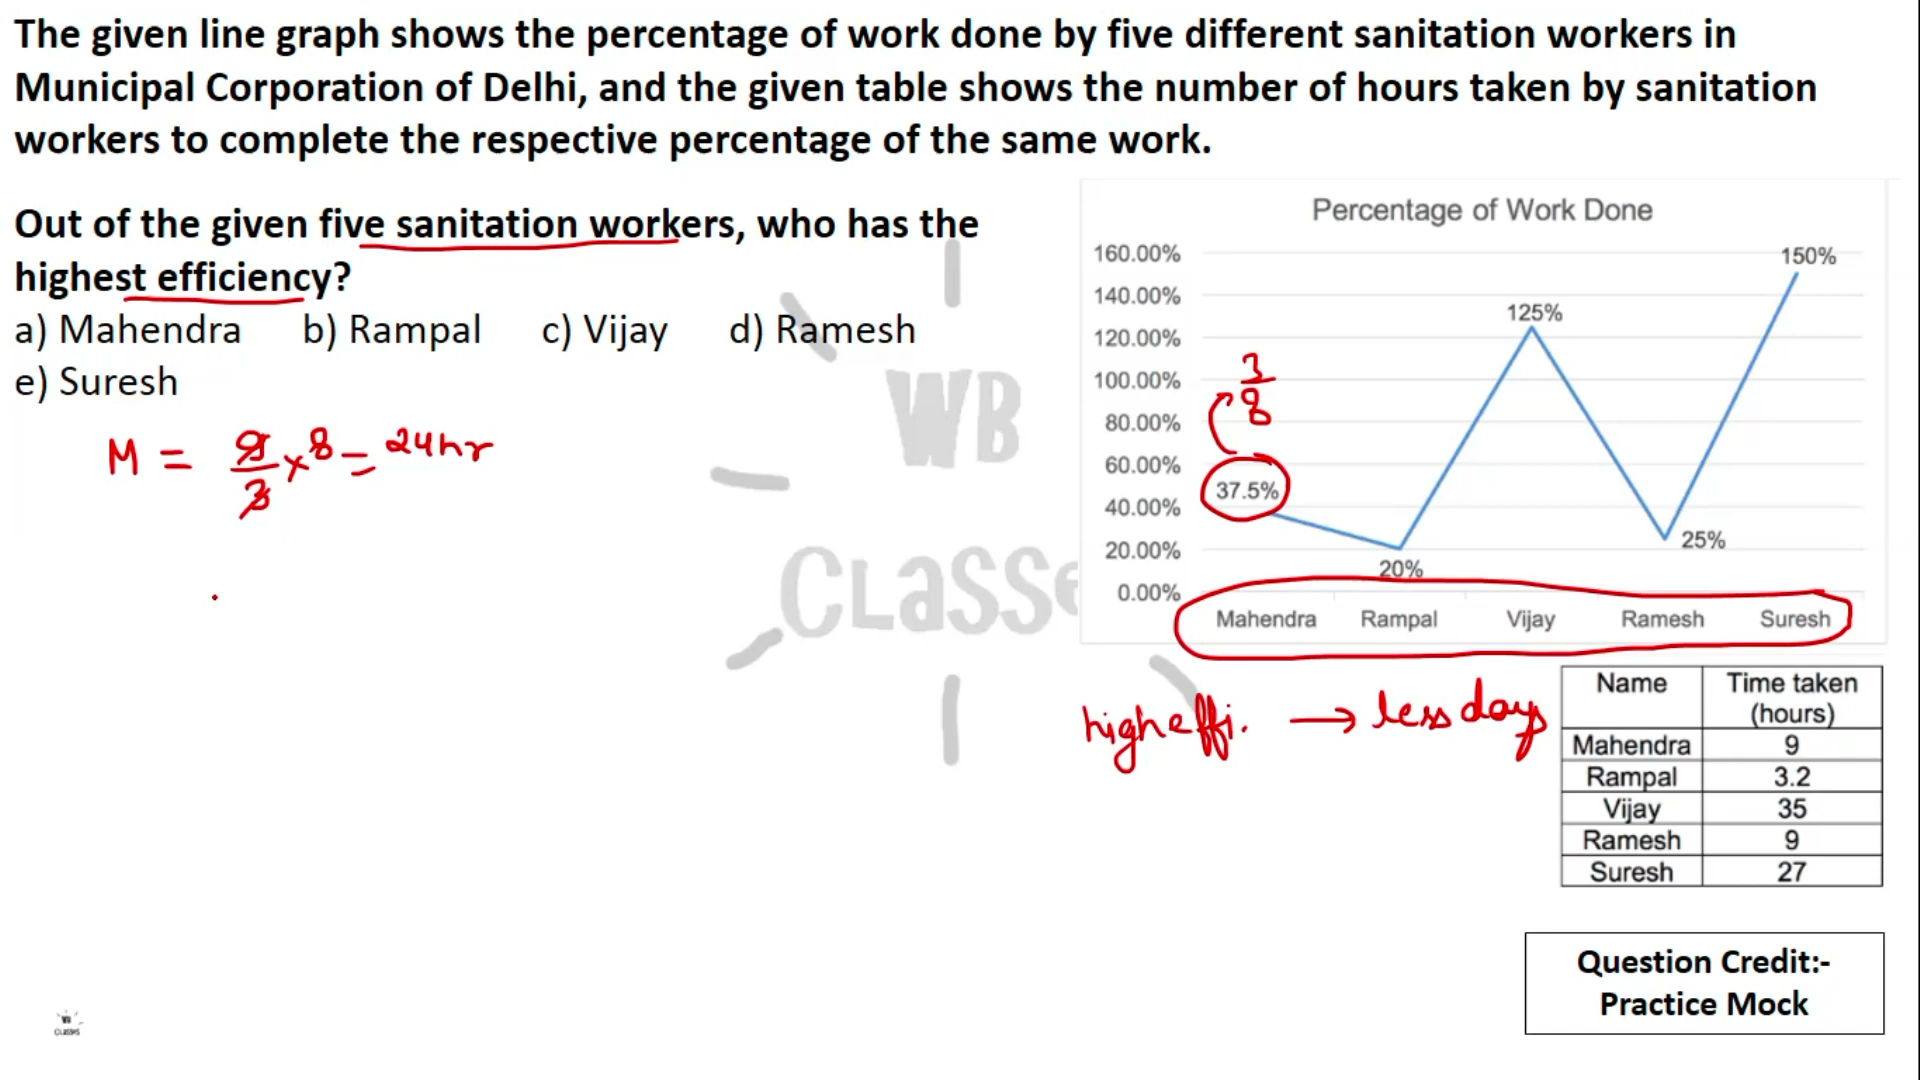 The given line graph shows the percentage of work done by five different sanitation workers in
Municipal Corporation of Delhi, and the given table shows the number of hours taken by sanitation
workers to complete the respective percentage of the same work.
Out of the given five sanitation workers, who has the
highest efficiency?
a) Mahendra b) Rampal c) Vijay d) Ramesh
e) Suresh
M = 9/3 × 8 = 24hr
WB
CLasse
Percentage of Work Done
160.00%
140.00%
120.00%
100.00%
80.00%
60.00%
40.00%
20.00%
0.00%
3/8
37.5%
20%
125%
25%
150%
Mahendra Rampal Vijay Ramesh Suresh
high effi. → less days
Name Time taken (hours)
Mahendra 9
Rampal 3.2
Vijay 35
Ramesh 9
Suresh 27
Question Credit:-
Practice Mock
WB
CLasses